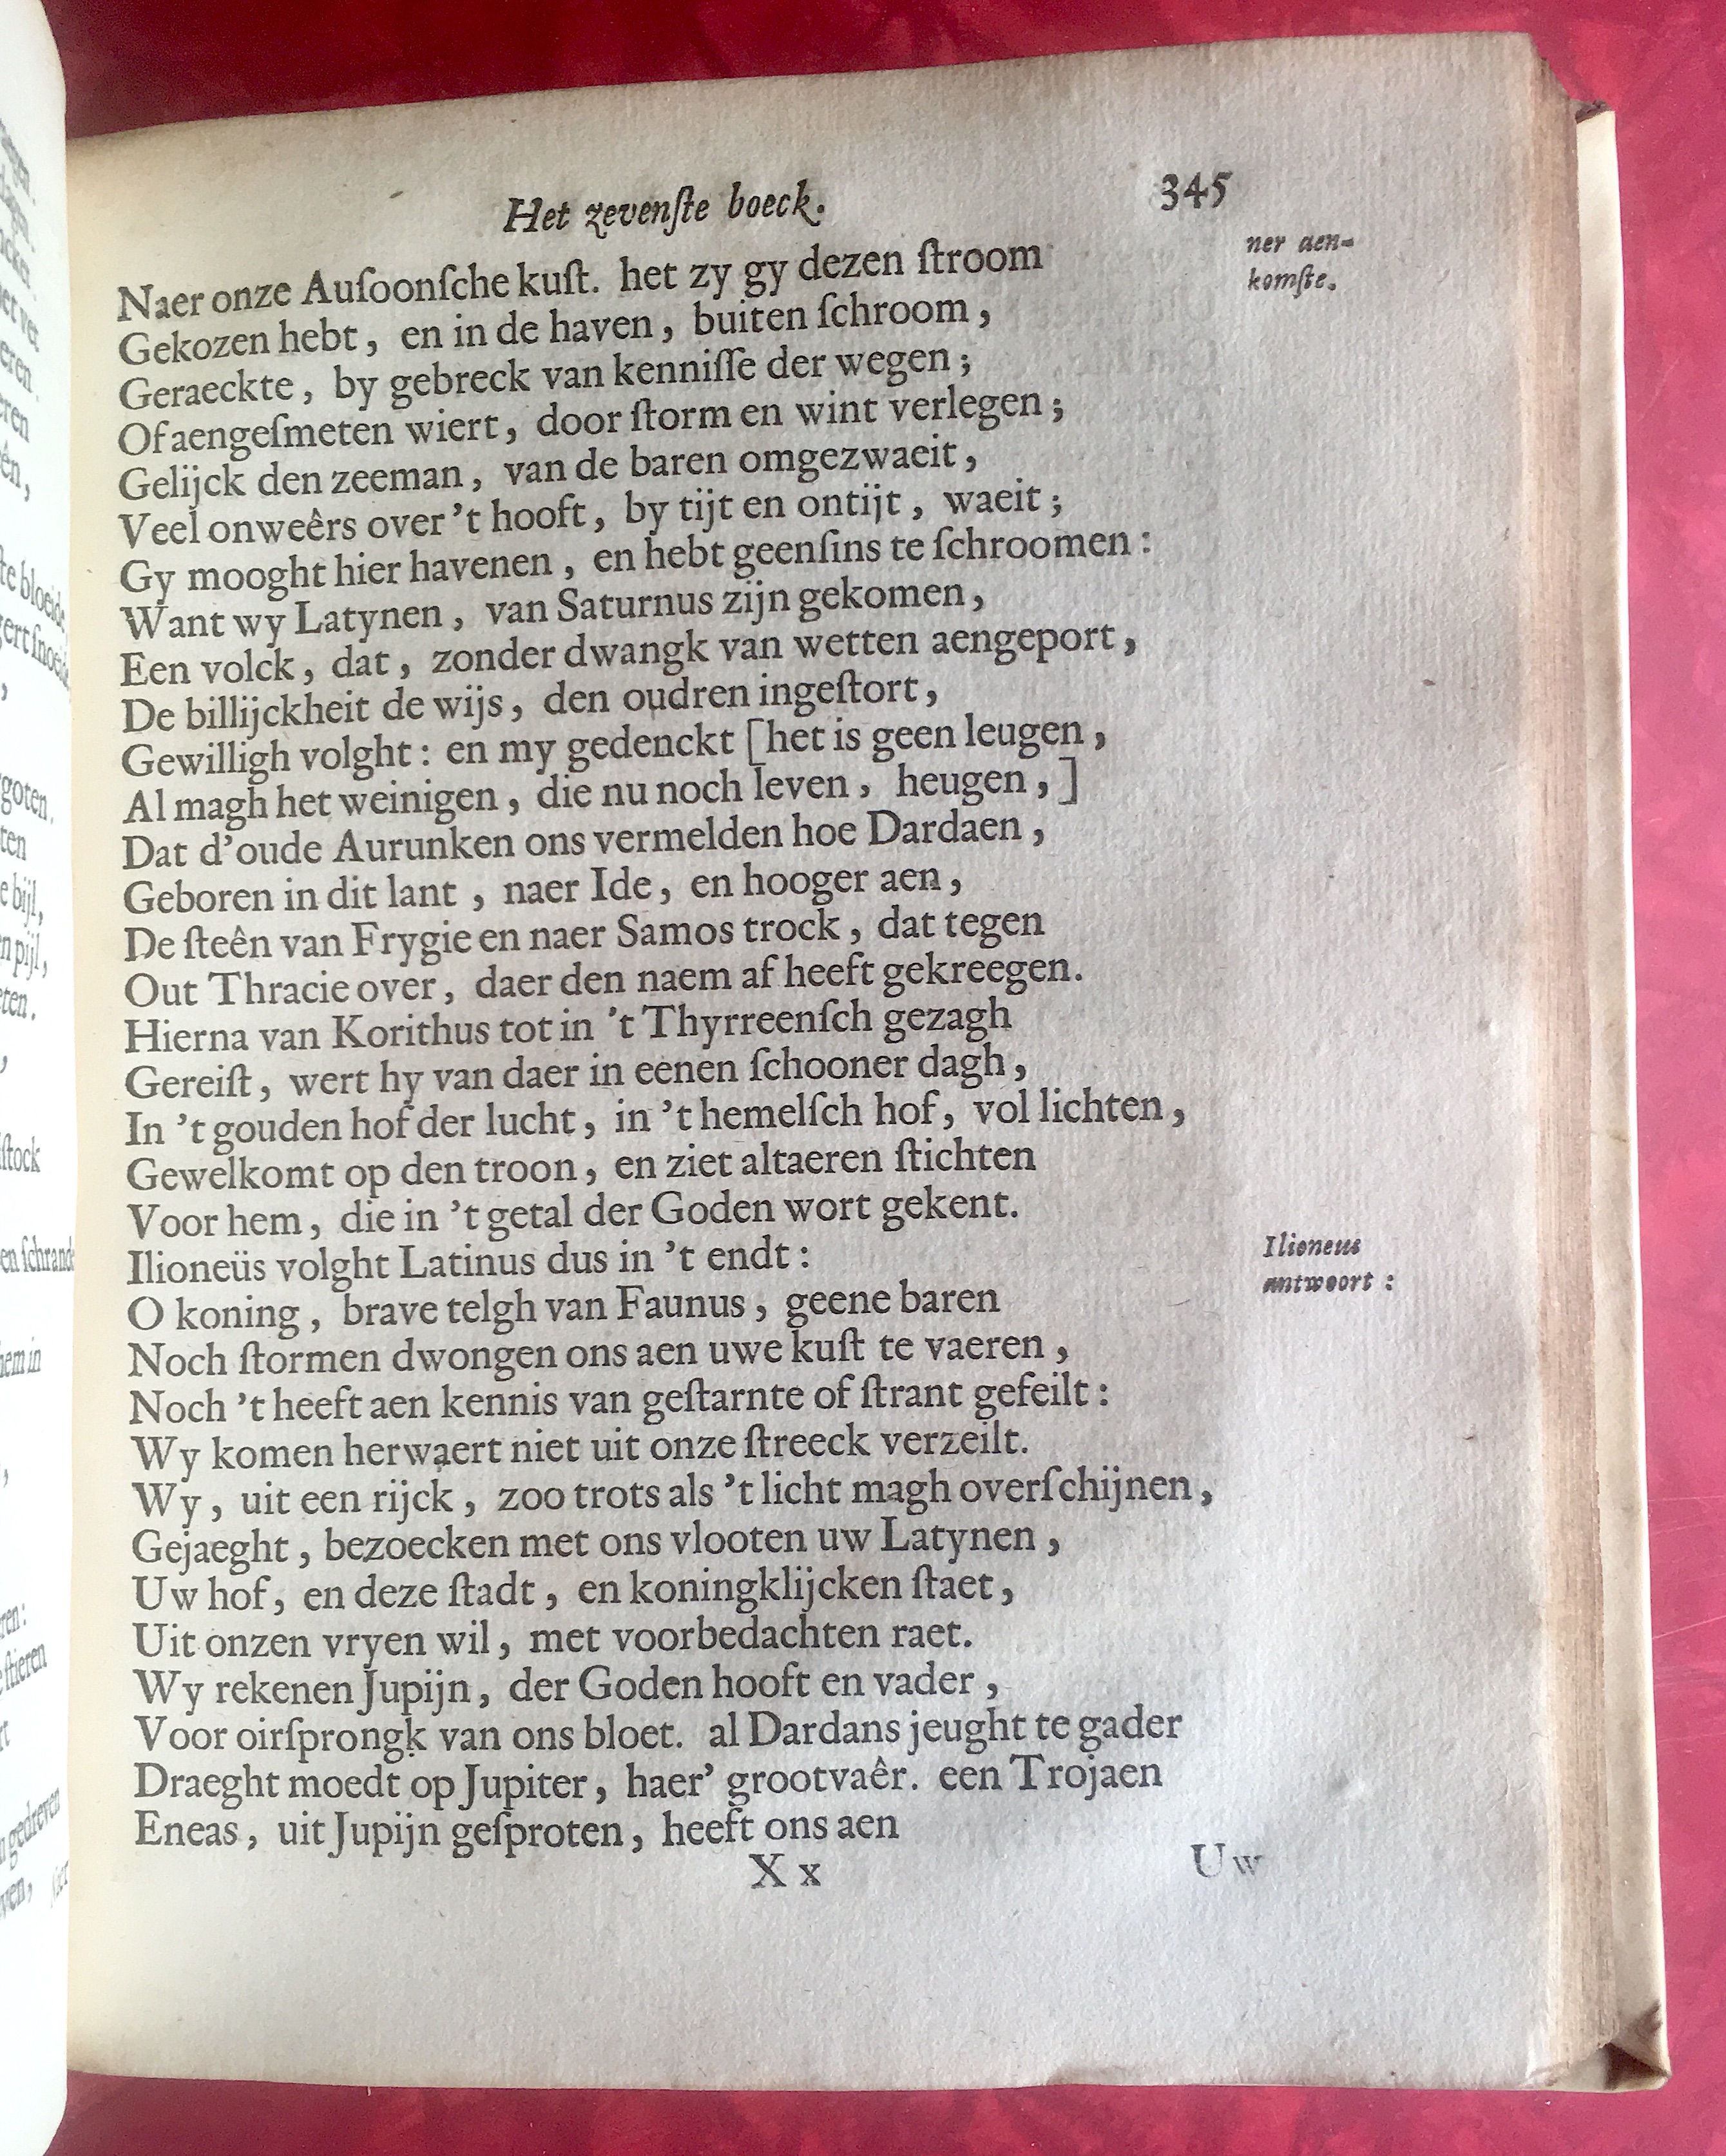 Het zevenſte boeck. 345
Naer onze Auſoonſche kuſt. het zy gy dezen ſtroom
ner aen-
komſte.
Gekozen hebt, en in de haven, buiten ſchroom,
Geraeckte, by gebreck van kenniſſe der wegen;
Of aengeſmeten wiert, door ſtorm en wint verlegen;
Gelijck den zeeman, van de baren omgezwaeit,
Veel onweêrs over 't hooft, by tijt en ontijt, waeit;
Gy mooght hier havenen, en hebt geenſins te ſchroomen:
Want wy Latynen, van Saturnus zijn gekomen,
Een volck, dat, zonder dwangk van wetten aengeport,
De billijckheit de wijs, den oudren ingeſtort,
Gewilligh volght: en my gedenckt [het is geen leugen,
Al magh het weinigen, die nu noch leven, heugen,]
Dat d'oude Aurunken ons vermelden hoe Dardaen,
Geboren in dit lant, naer Ide, en hooger aen,
De ſteên van Frygie en naer Samos trock, dat tegen
Out Thracie over, daer den naem af heeft gekreegen.
Hierna van Korithus tot in 't Thyrreenſch gezagh
Gereiſt, wert hy van daer in eenen ſchooner dagh,
In 't gouden hof der lucht, in 't hemelſch hof, vol lichten,
Gewelkomt op den troon, en ziet altaeren ſtichten
Voor hem, die in 't getal der Goden wort gekent.
Ilioneüs volght Latinus dus in 't endt:
Ilioneus
antwoort:
O koning, brave telgh van Faunus, geene baren
Noch ſtormen dwongen ons aen uwe kuſt te vaeren,
Noch 't heeft aen kennis van geſtarnte of ſtrant gefeilt:
Wy komen herwaert niet uit onze ſtreeck verzeilt.
Wy, uit een rijck, zoo trots als 't licht magh overſchijnen,
Gejaeght, bezoecken met ons vlooten uw Latynen,
Uw hof, en deze ſtadt, en koningklijcken ſtaet,
Uit onzen vryen wil, met voorbedachten raet.
Wy rekenen Jupijn, der Goden hooft en vader,
Voor oirſprongk van ons bloet. al Dardans jeught te gader
Draeght moedt op Jupiter, haer' grootvaêr. een Trojaen
Eneas, uit Jupijn geſproten, heeft ons aen
X x Uw